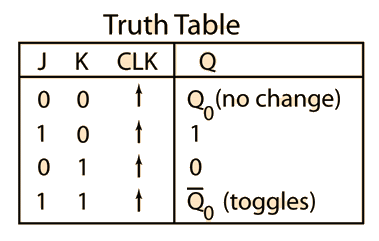 Truth Table
J K CLK Q
0 0 ↑ Q₀ (no change)
1 0 ↑ 1
0 1 ↑ 0
1 1 ↑ Q̅₀ (toggles)